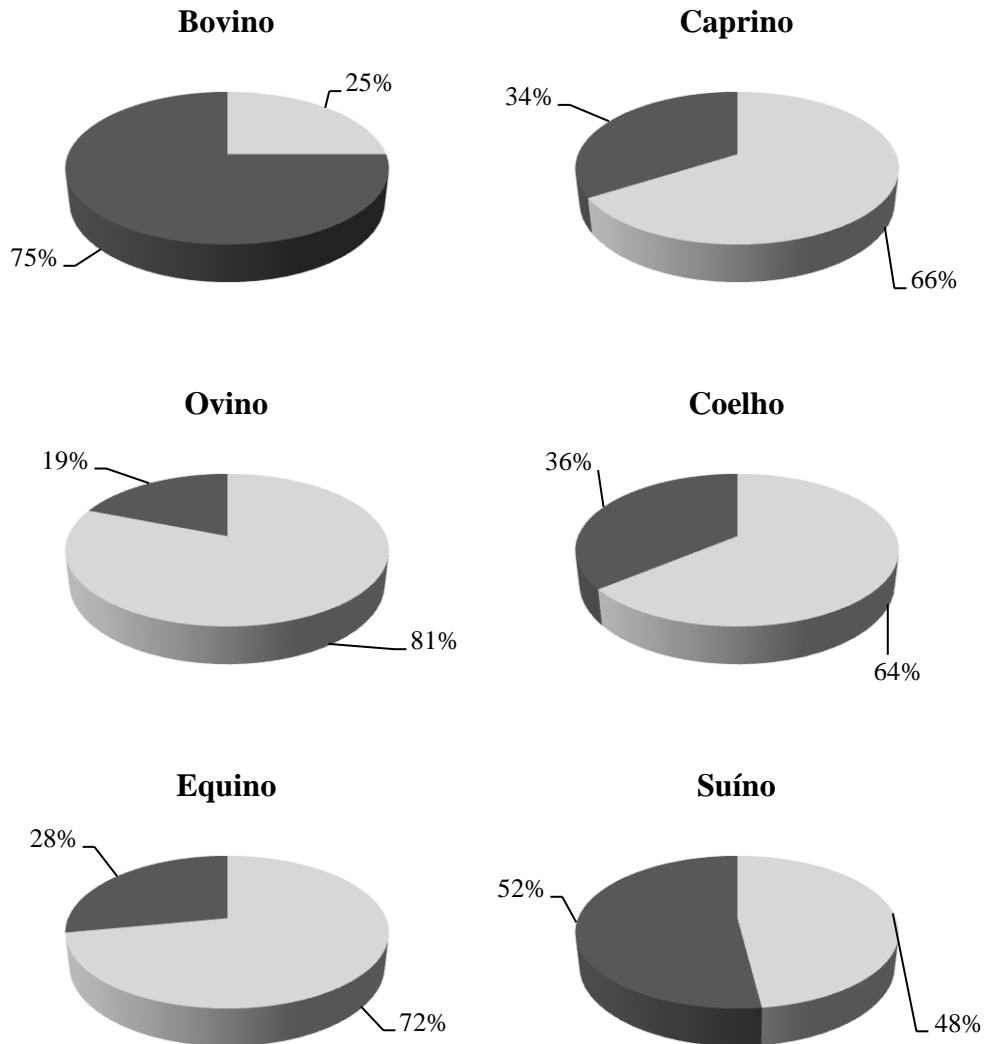 Bovino
25%
75%
Caprino
34%
66%
Ovino
19%
81%
Coelho
36%
64%
Equino
28%
72%
Suíno
52%
48%